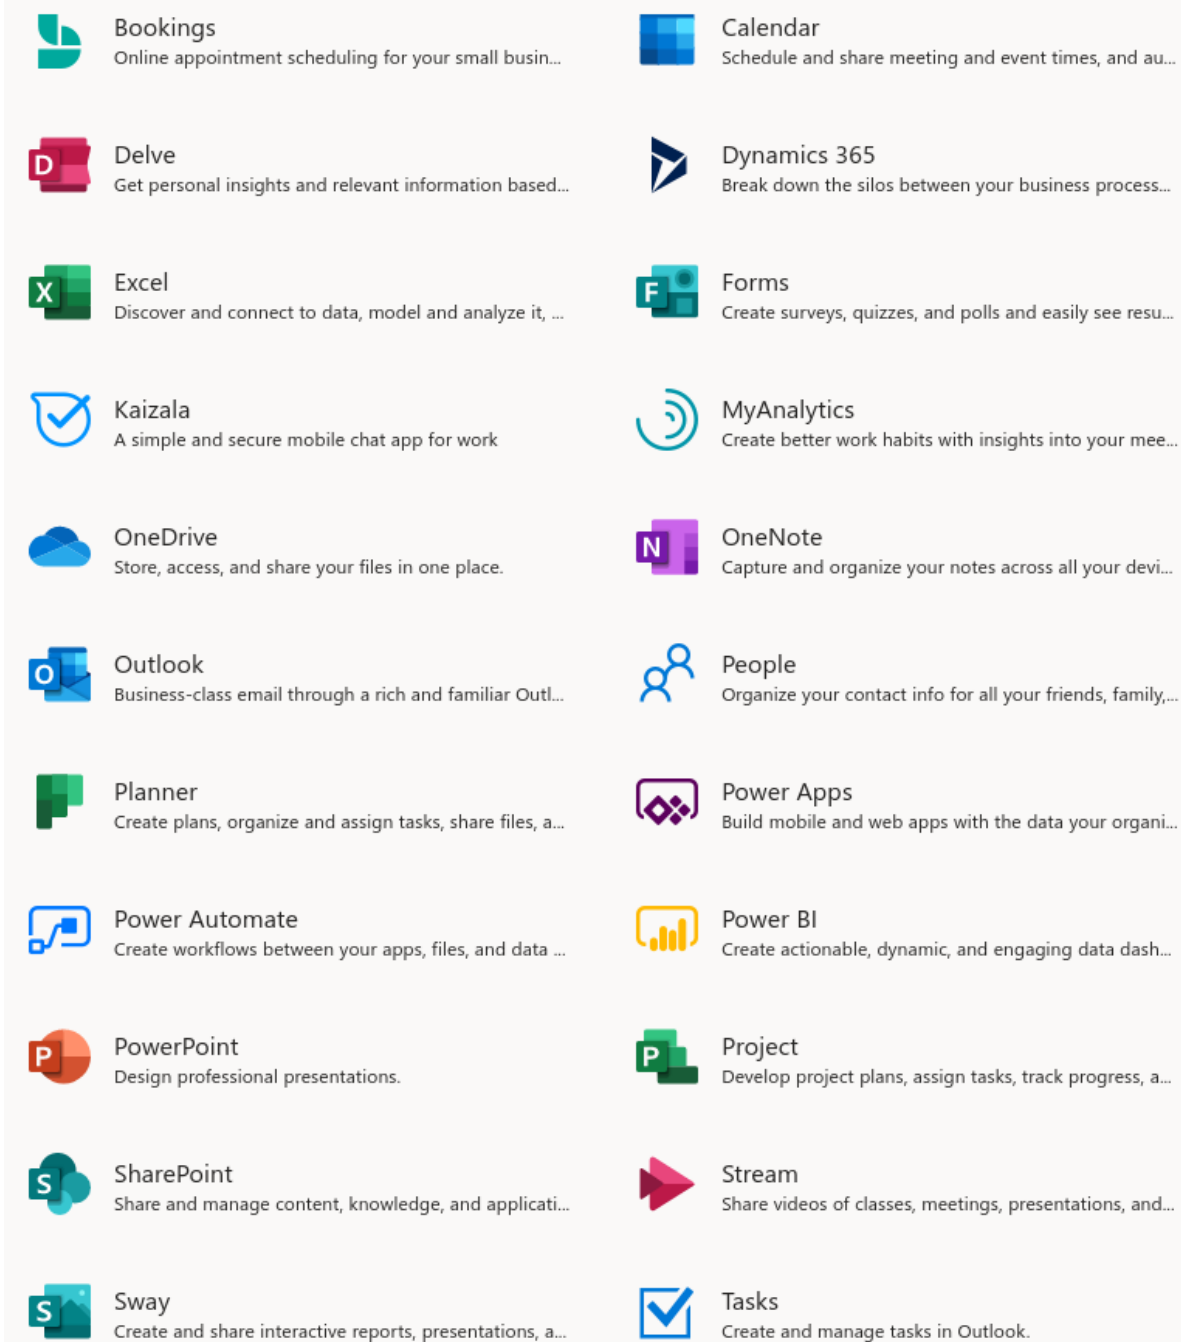 Bookings
Online appointment scheduling for your small busin...
Calendar
Schedule and share meeting and event times, and au...
D
Delve
Get personal insights and relevant information based...
Dynamics 365
Break down the silos between your business process...
X
Excel
Discover and connect to data, model and analyze it, ...
F
Forms
Create surveys, quizzes, and polls and easily see resu...
Kaizala
A simple and secure mobile chat app for work
MyAnalytics
Create better work habits with insights into your mee...
OneDrive
Store, access, and share your files in one place.
N
OneNote
Capture and organize your notes across all your devi...
O
Outlook
Business-class email through a rich and familiar Outl...
People
Organize your contact info for all your friends, family,...
Planner
Create plans, organize and assign tasks, share files, a...
Power Apps
Build mobile and web apps with the data your organi...
Power Automate
Create workflows between your apps, files, and data ...
Power BI
Create actionable, dynamic, and engaging data dash...
P
PowerPoint
Design professional presentations.
P
Project
Develop project plans, assign tasks, track progress, a...
S
SharePoint
Share and manage content, knowledge, and applicati...
Stream
Share videos of classes, meetings, presentations, and...
S
Sway
Create and share interactive reports, presentations, a...
Tasks
Create and manage tasks in Outlook.